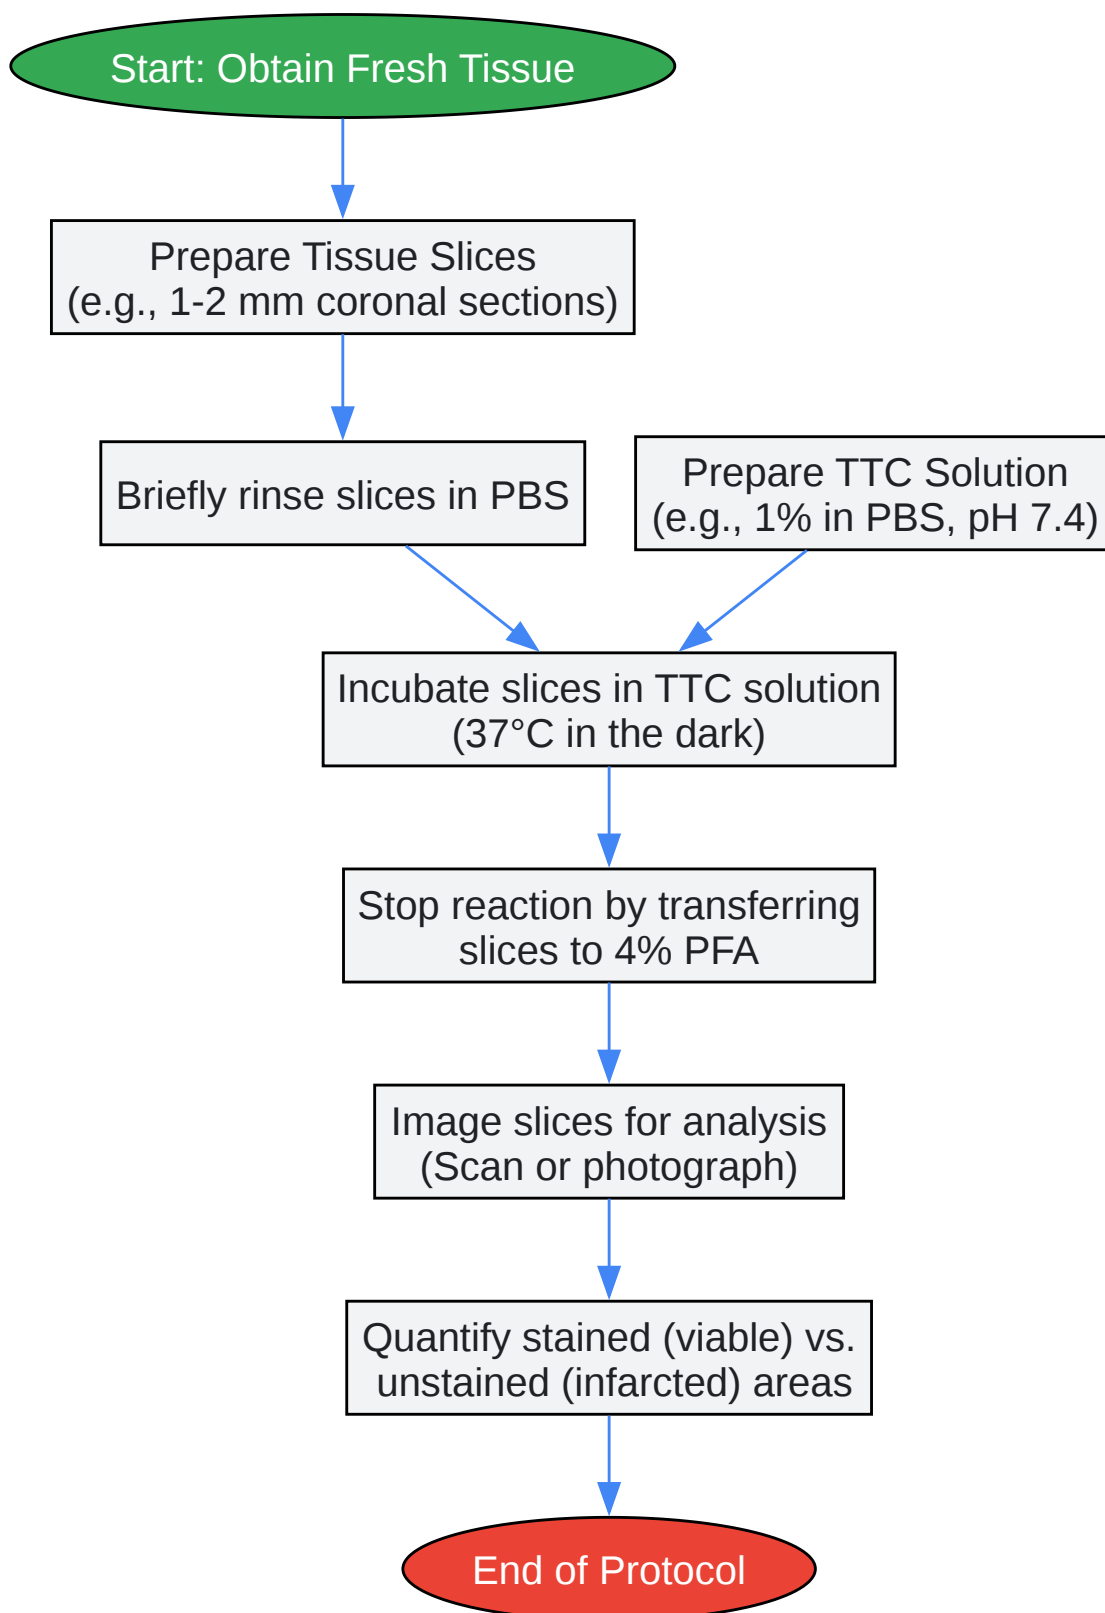 Start: Obtain Fresh Tissue
Prepare Tissue Slices
(e.g., 1-2 mm coronal sections)
Briefly rinse slices in PBS
Prepare TTC Solution
(e.g., 1% in PBS, pH 7.4)
Incubate slices in TTC solution
(37°C in the dark)
Stop reaction by transferring
slices to 4% PFA
Image slices for analysis
(Scan or photograph)
Quantify stained (viable) vs.
unstained (infarcted) areas
End of Protocol